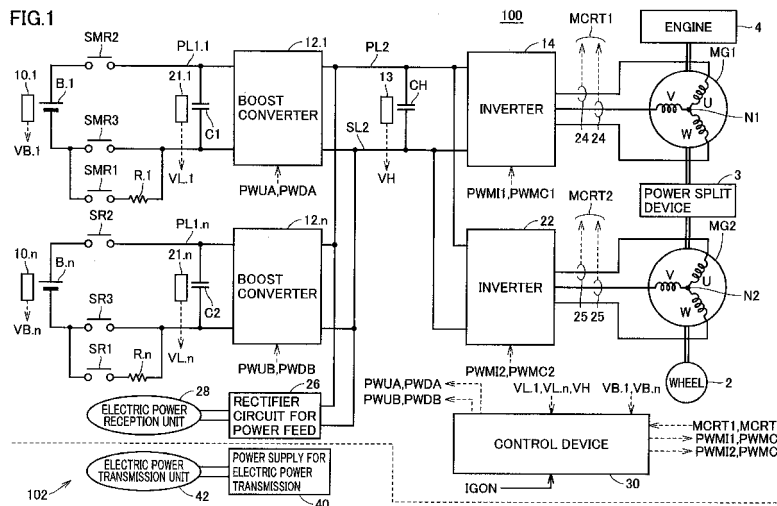 FIG.1
100
SMR2
PL1.1
12.1
PL2
MCRT1
ENGINE
4
10.1
B.1
21.1
BOOST
CONVERTER
13
CH
14
INVERTER
MG1
V
U
W
N1
VB.1
SMR3
C1
SL2
24
24
SMR1
R.1
VL.1
PWUA,PWDA
VH
PWMI1,PWMC1
3
POWER SPLIT
DEVICE
SR2
PL1.n
12.n
MCRT2
MG2
10.n
B.n
21.n
BOOST
CONVERTER
22
INVERTER
V
U
W
N2
VB.n
SR3
C2
25
25
SR1
R.n
VL.n
PWUB,PWDB
PWMI2,PWMC2
WHEEL
2
28
ELECTRIC POWER
RECEPTION UNIT
26
RECTIFIER
CIRCUIT FOR
POWER FEED
PWUA,PWDA
PWUB,PWDB
VL.1,VL.n,VH
VB.1,VB.n
CONTROL DEVICE
MCRT1,MCRT
PWMI1,PWMC
PWMI2,PWMC
102
ELECTRIC POWER
TRANSMISSION UNIT
42
POWER SUPPLY FOR
ELECTRIC POWER
TRANSMISSION
40
IGON
30